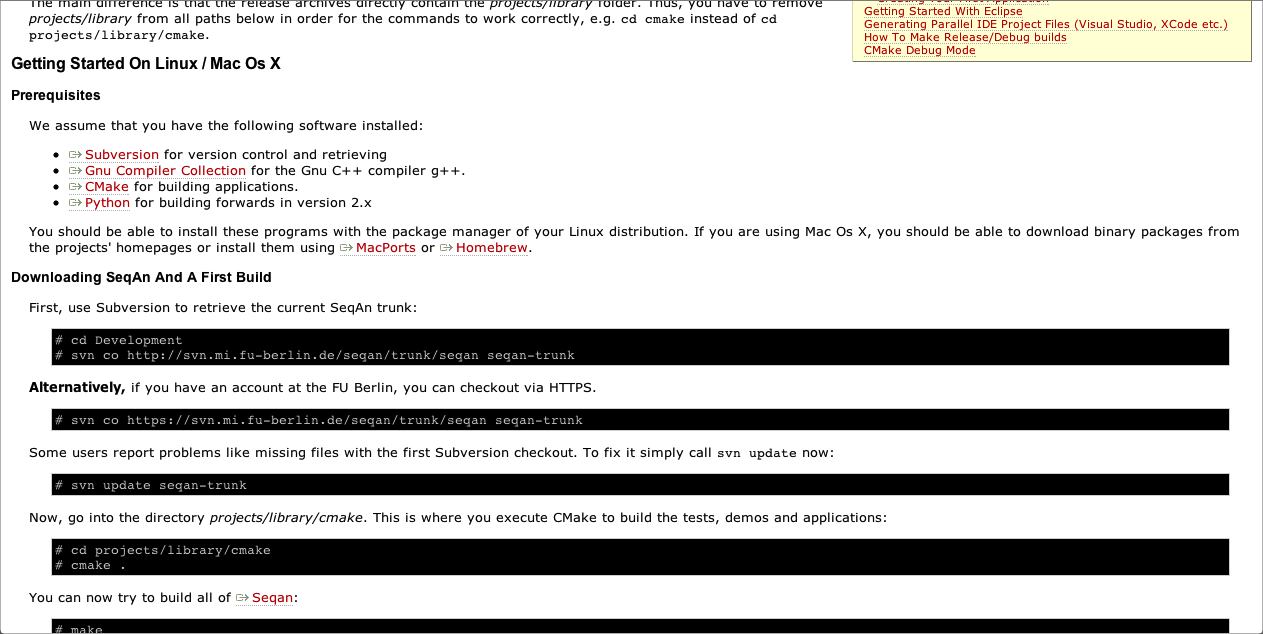 The main difference is that the release archives directly contain the projects/library folder. Thus, you have to remove
projects/library from all paths below in order for the commands to work correctly, e.g. cd cmake instead of cd
projects/library/cmake.
Getting Started With Eclipse
Generating Parallel IDE Project Files (Visual Studio, XCode etc.)
How To Make Release/Debug builds
CMake Debug Mode
Getting Started On Linux / Mac Os X
Prerequisites
We assume that you have the following software installed:
Subversion for version control and retrieving
Gnu Compiler Collection for the Gnu C++ compiler g++.
CMake for building applications.
Python for building forwards in version 2.x
You should be able to install these programs with the package manager of your Linux distribution. If you are using Mac Os X, you should be able to download binary packages from
the projects' homepages or install them using MacPorts or Homebrew.
Downloading SeqAn And A First Build
First, use Subversion to retrieve the current SeqAn trunk:
# cd Development
# svn co http://svn.mi.fu-berlin.de/seqan/trunk/seqan seqan-trunk
Alternatively, if you have an account at the FU Berlin, you can checkout via HTTPS.
# svn co https://svn.mi.fu-berlin.de/seqan/trunk/seqan seqan-trunk
Some users report problems like missing files with the first Subversion checkout. To fix it simply call svn update now:
# svn update seqan-trunk
Now, go into the directory projects/library/cmake. This is where you execute CMake to build the tests, demos and applications:
# cd projects/library/cmake
# cmake .
You can now try to build all of Seqan:
# make